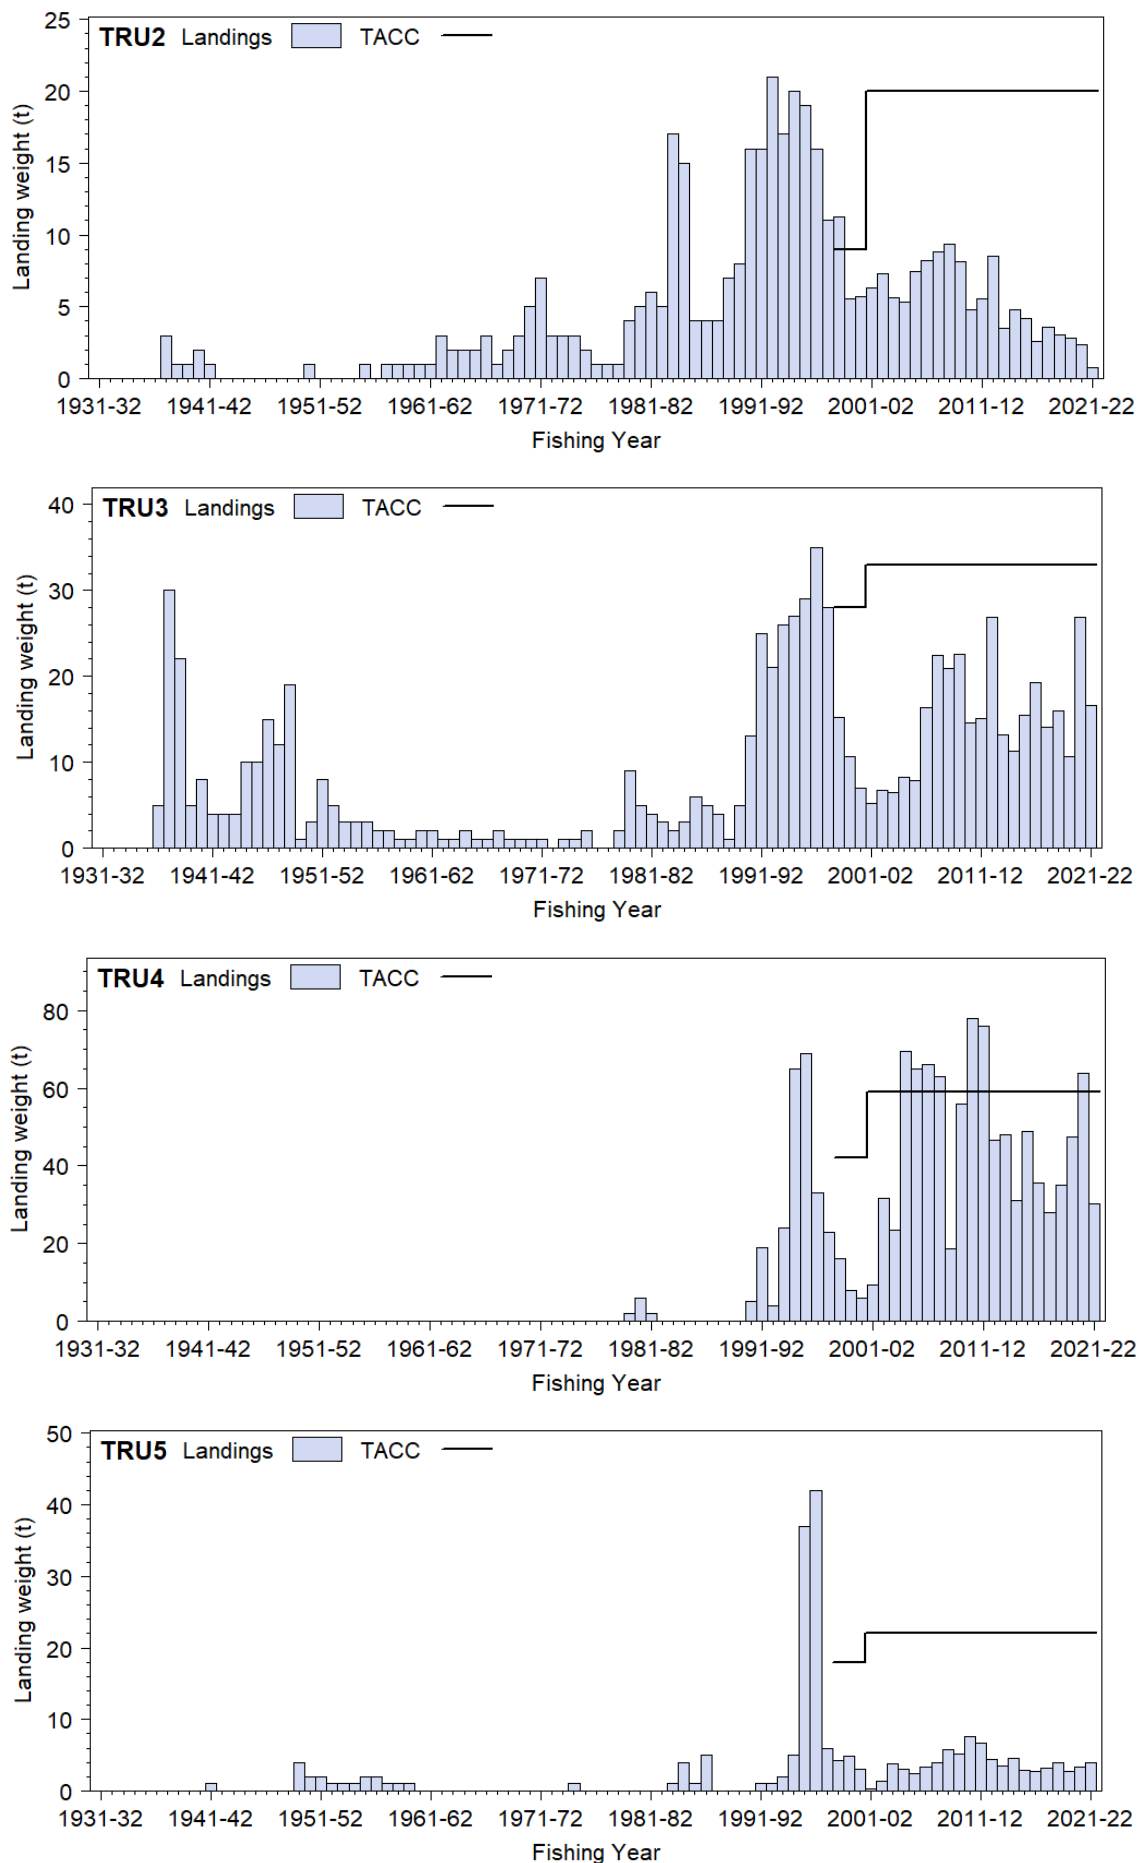 TRU2 Landings TACC
Landing weight (t)
25
20
15
10
5
0
1931-32 1941-42 1951-52 1961-62 1971-72 1981-82 1991-92 2001-02 2011-12 2021-22
Fishing Year
TRU3 Landings TACC
Landing weight (t)
40
30
20
10
0
1931-32 1941-42 1951-52 1961-62 1971-72 1981-82 1991-92 2001-02 2011-12 2021-22
Fishing Year
TRU4 Landings TACC
Landing weight (t)
80
60
40
20
0
1931-32 1941-42 1951-52 1961-62 1971-72 1981-82 1991-92 2001-02 2011-12 2021-22
Fishing Year
TRU5 Landings TACC
Landing weight (t)
50
40
30
20
10
0
1931-32 1941-42 1951-52 1961-62 1971-72 1981-82 1991-92 2001-02 2011-12 2021-22
Fishing Year